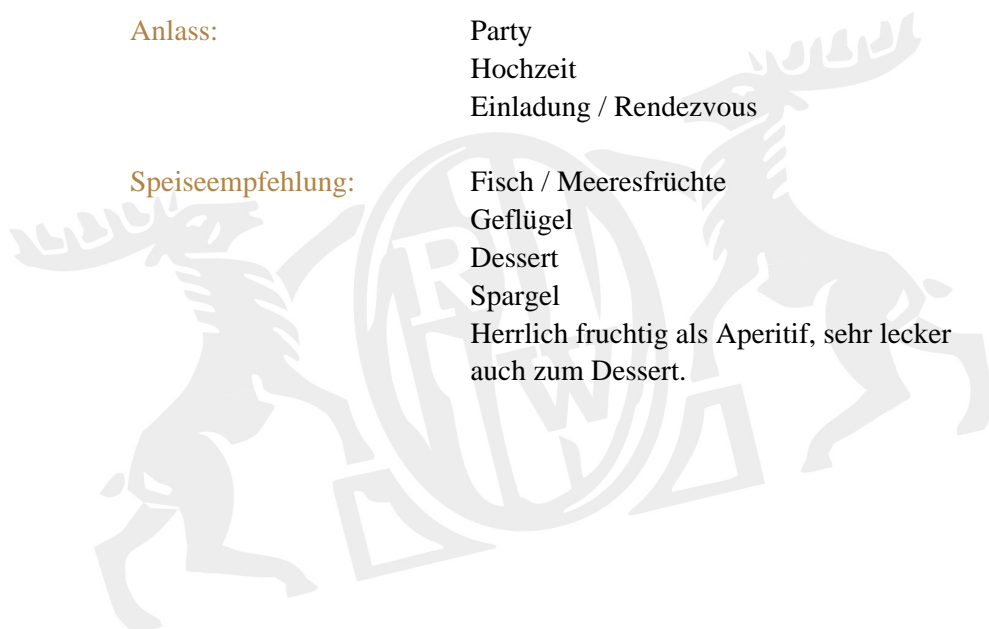 Anlass: Party
Hochzeit
Einladung / Rendezvous
Speiseempfehlung: Fisch / Meeresfrüchte
Geflügel
Dessert
Spargel
Herrlich fruchtig als Aperitif, sehr lecker
auch zum Dessert.
R
W